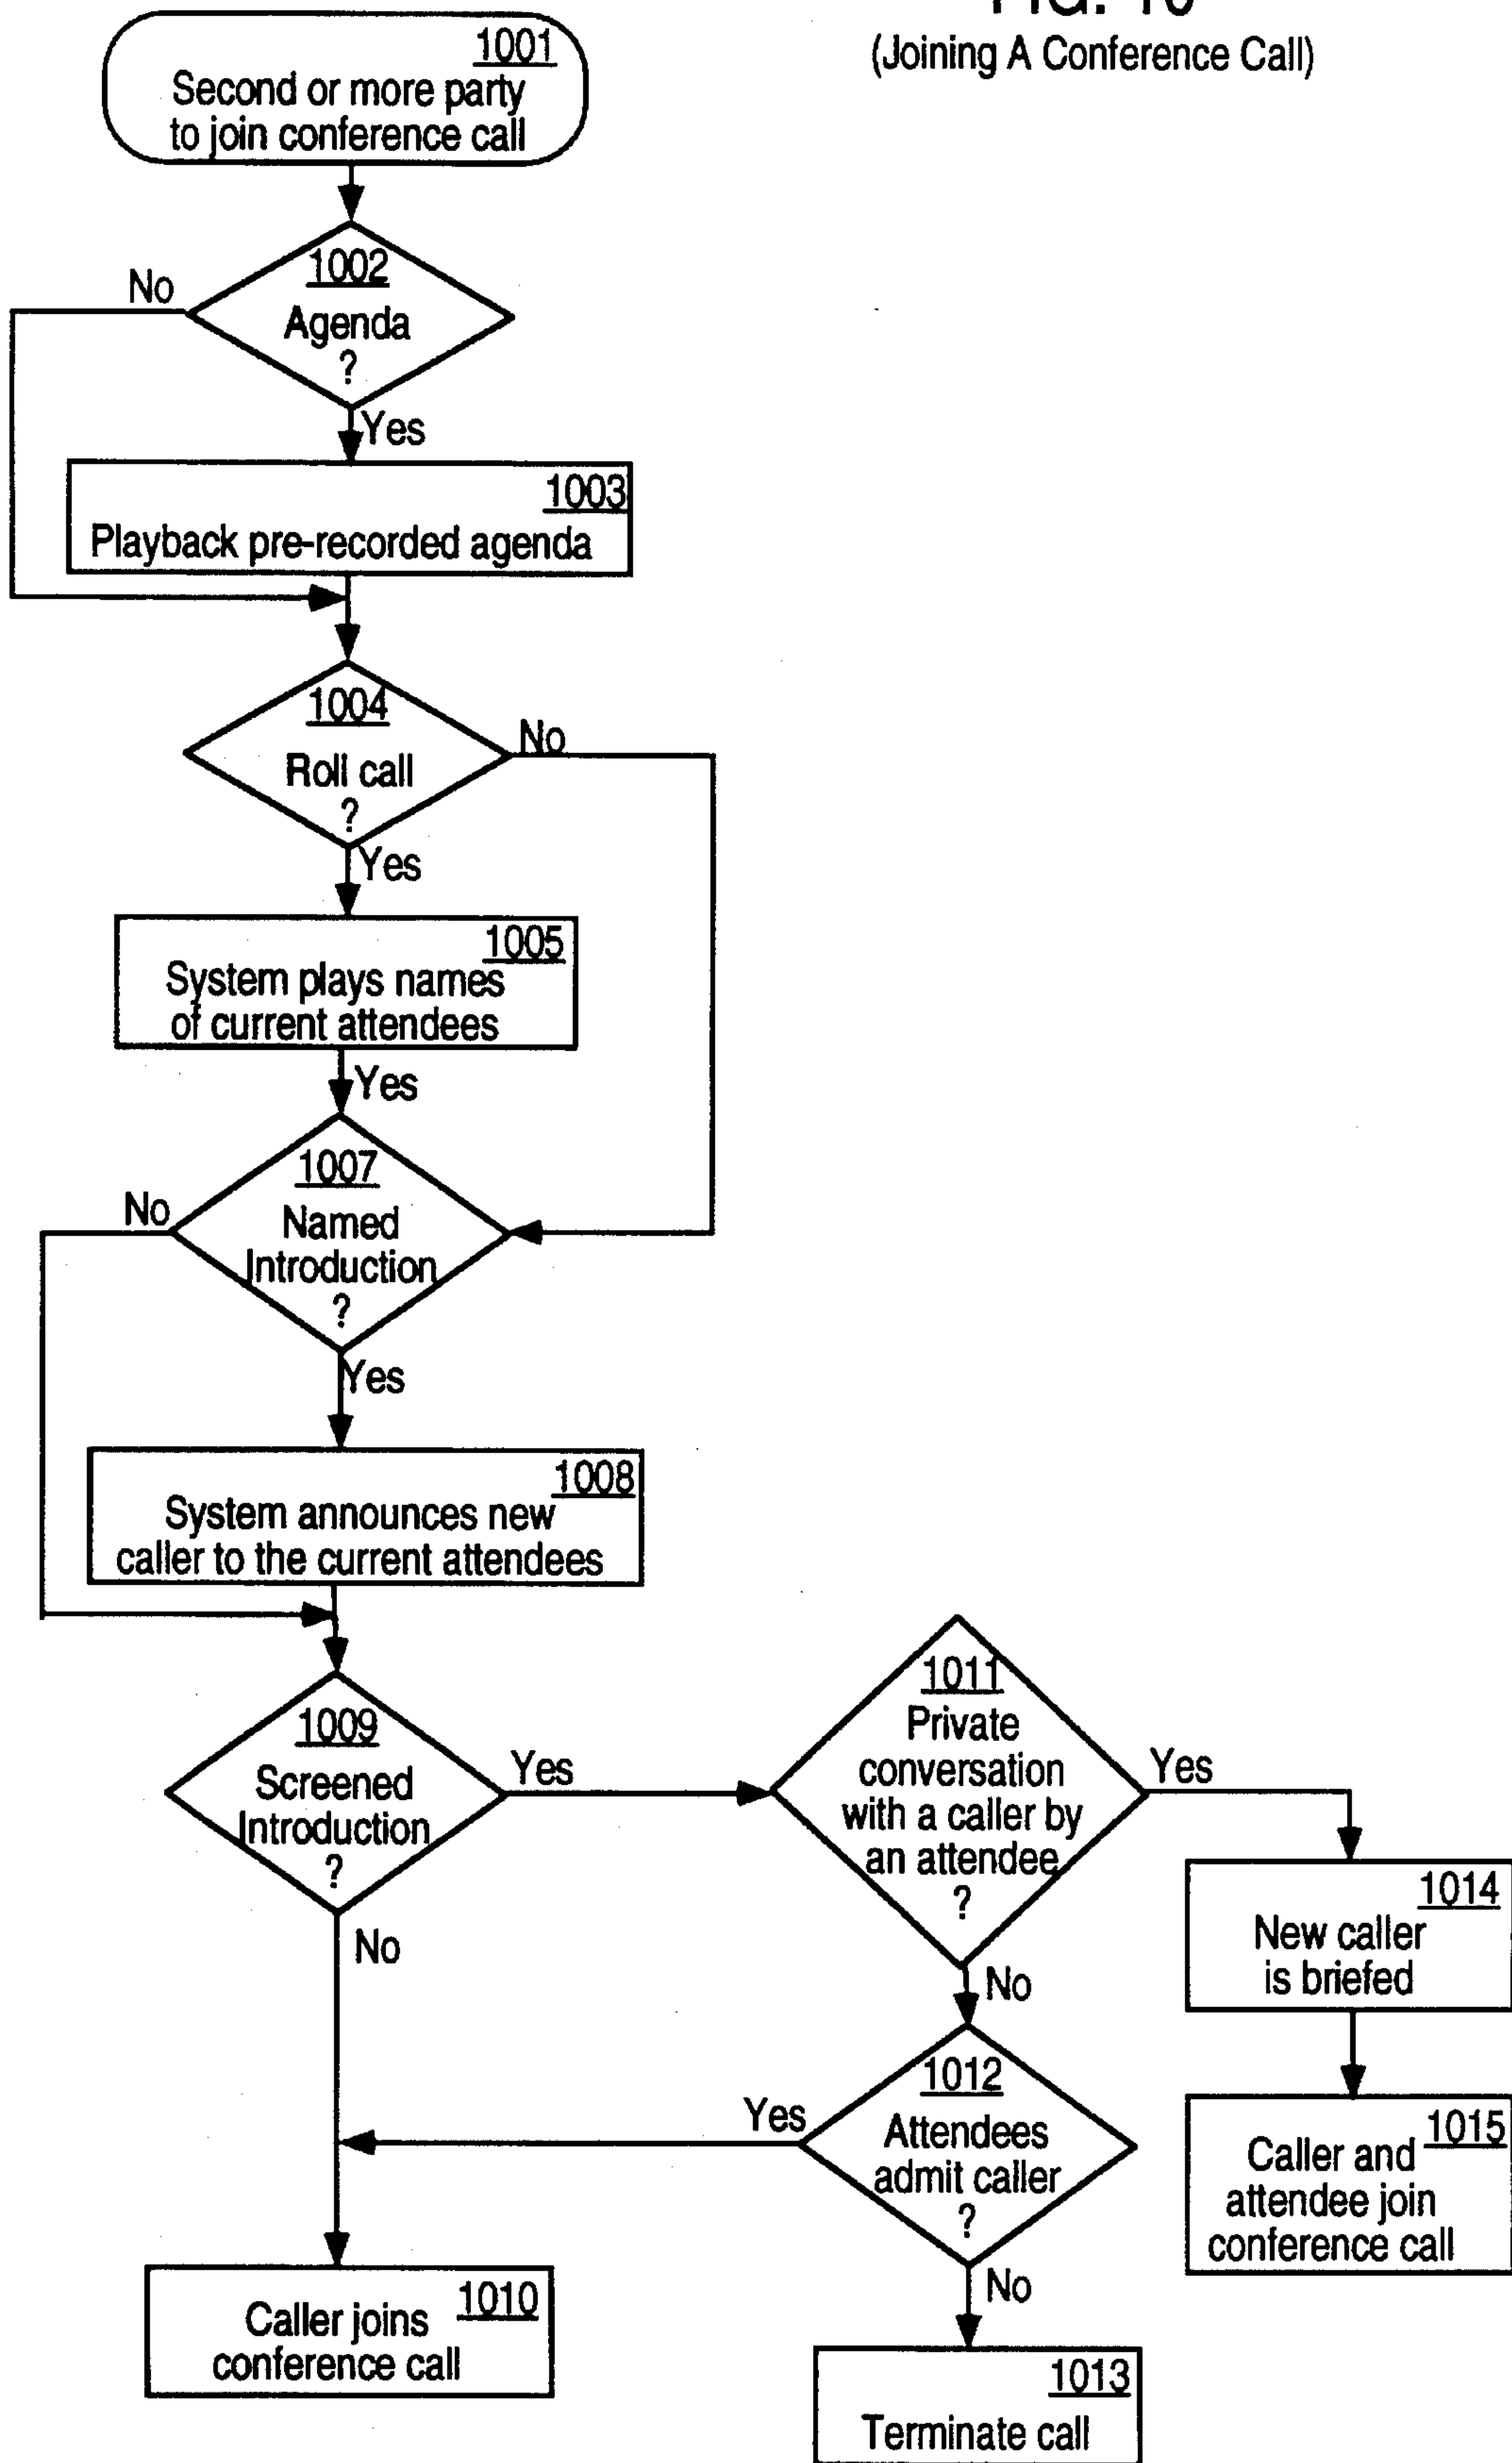 FIG. 10
(Joining A Conference Call)
1001
Second or more party
to join conference call
1002
Agenda
?
No
Yes
1003
Playback pre-recorded agenda
1004
Roll call
?
No
Yes
1005
System plays names
of current attendees
Yes
1007
Named
Introduction
?
No
Yes
1008
System announces new
caller to the current attendees
1009
Screened
Introduction
?
Yes
No
1011
Private
conversation
with a caller by
an attendee
?
Yes
No
1014
New caller
is briefed
1012
Attendees
admit caller
?
Yes
No
1015
Caller and
attendee join
conference call
1010
Caller joins
conference call
1013
Terminate call